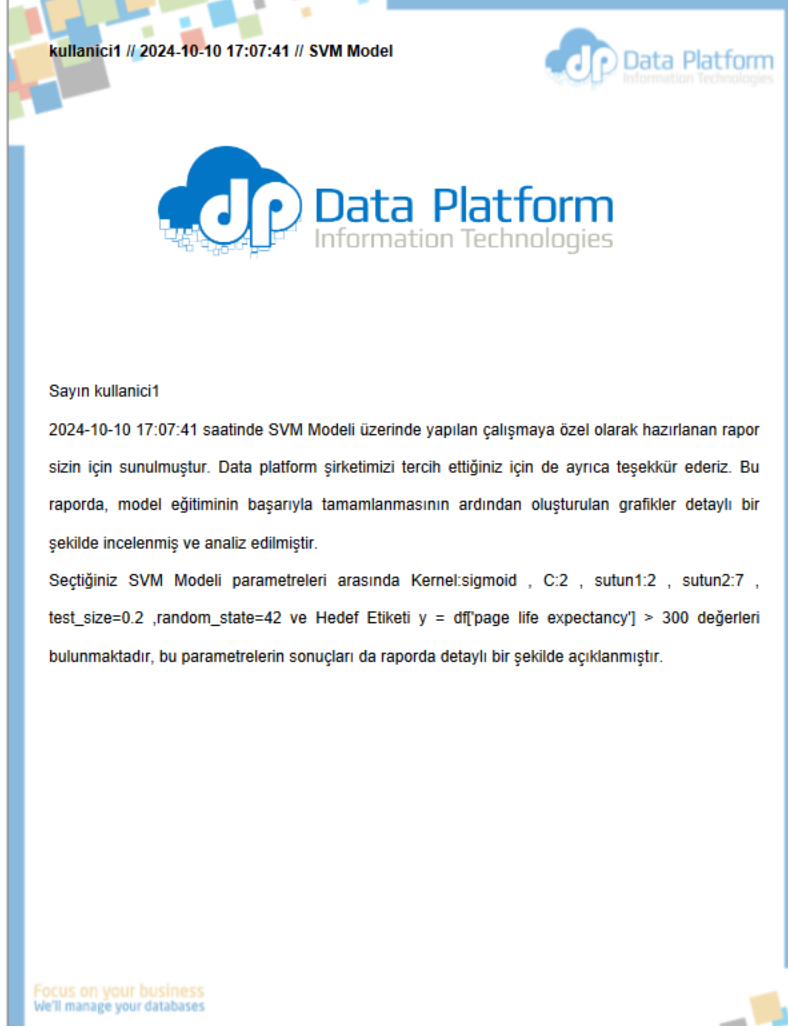 kullanici1 // 2024-10-10 17:07:41 // SVM Model
dp Data Platform
Information Technologies
dp Data Platform
Information Technologies
Sayın kullanici1
2024-10-10 17:07:41 saatinde SVM Modeli üzerinde yapılan çalışmaya özel olarak hazırlanan rapor
sizin için sunulmuştur. Data platform şirketimizi tercih ettiğiniz için de ayrıca teşekkür ederiz. Bu
raporda, model eğitiminin başarıyla tamamlanmasının ardından oluşturulan grafikler detaylı bir
şekilde incelenmiş ve analiz edilmiştir.
Seçtiğiniz SVM Modeli parametreleri arasında Kernel:sigmoid , C:2 , sutun1:2 , sutun2:7 ,
test_size=0.2 ,random_state=42 ve Hedef Etiketi y = df['page life expectancy'] > 300 değerleri
bulunmaktadır, bu parametrelerin sonuçları da raporda detaylı bir şekilde açıklanmıştır.
Focus on your business
We'll manage your databases